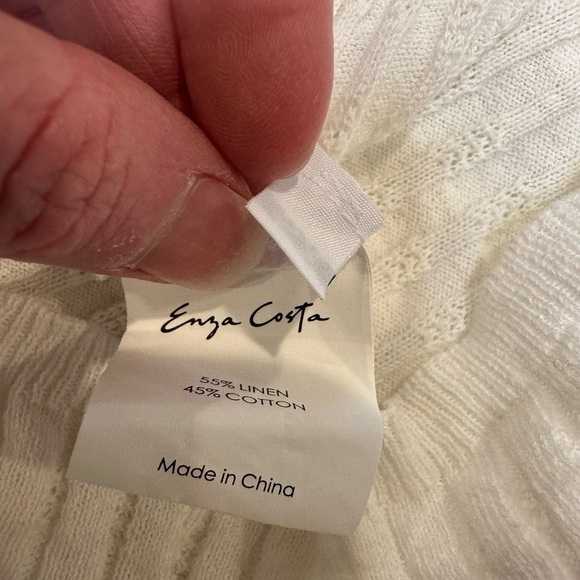 Enza Costa
55% LINEN
45% COTTON
Made in China